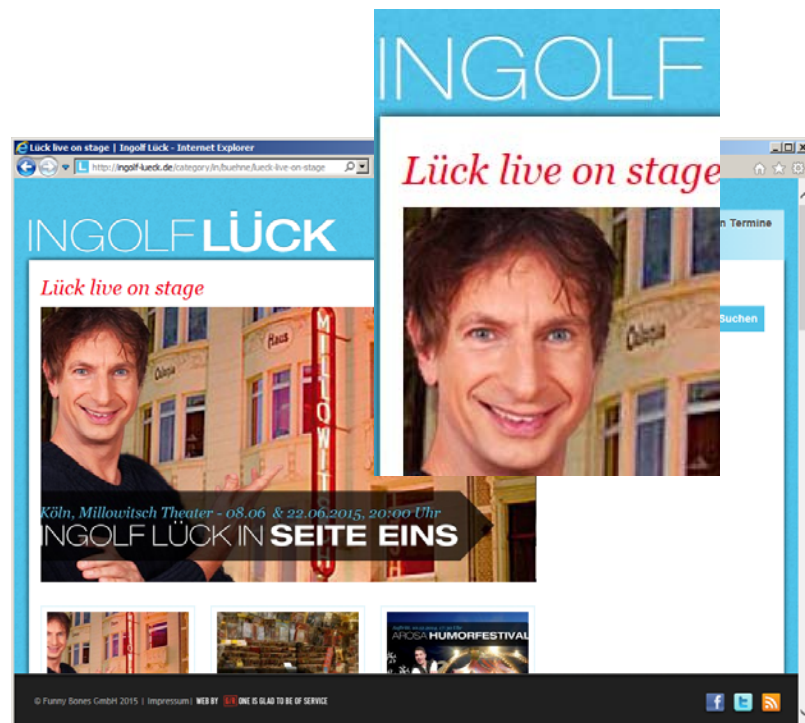 INGOLF
Lück live on stage
Lück live on stage | Ingolf Lück - Internet Explorer
http://ingolf-lueck.de/category/in/buehne/lueck-live-on-stage
n Termine
INGOLF LÜCK
Lück live on stage
Suchen
Haus
MILLOWITSCH
Köln, Millowitsch Theater - 08.06 & 22.06.2015, 20:00 Uhr
INGOLF LÜCK IN SEITE EINS
AROSA HUMORFESTIVAL
© Funny Bones GmbH 2015 | Impressum | WEB BY
ONE IS GLAD TO BE OF SERVICE